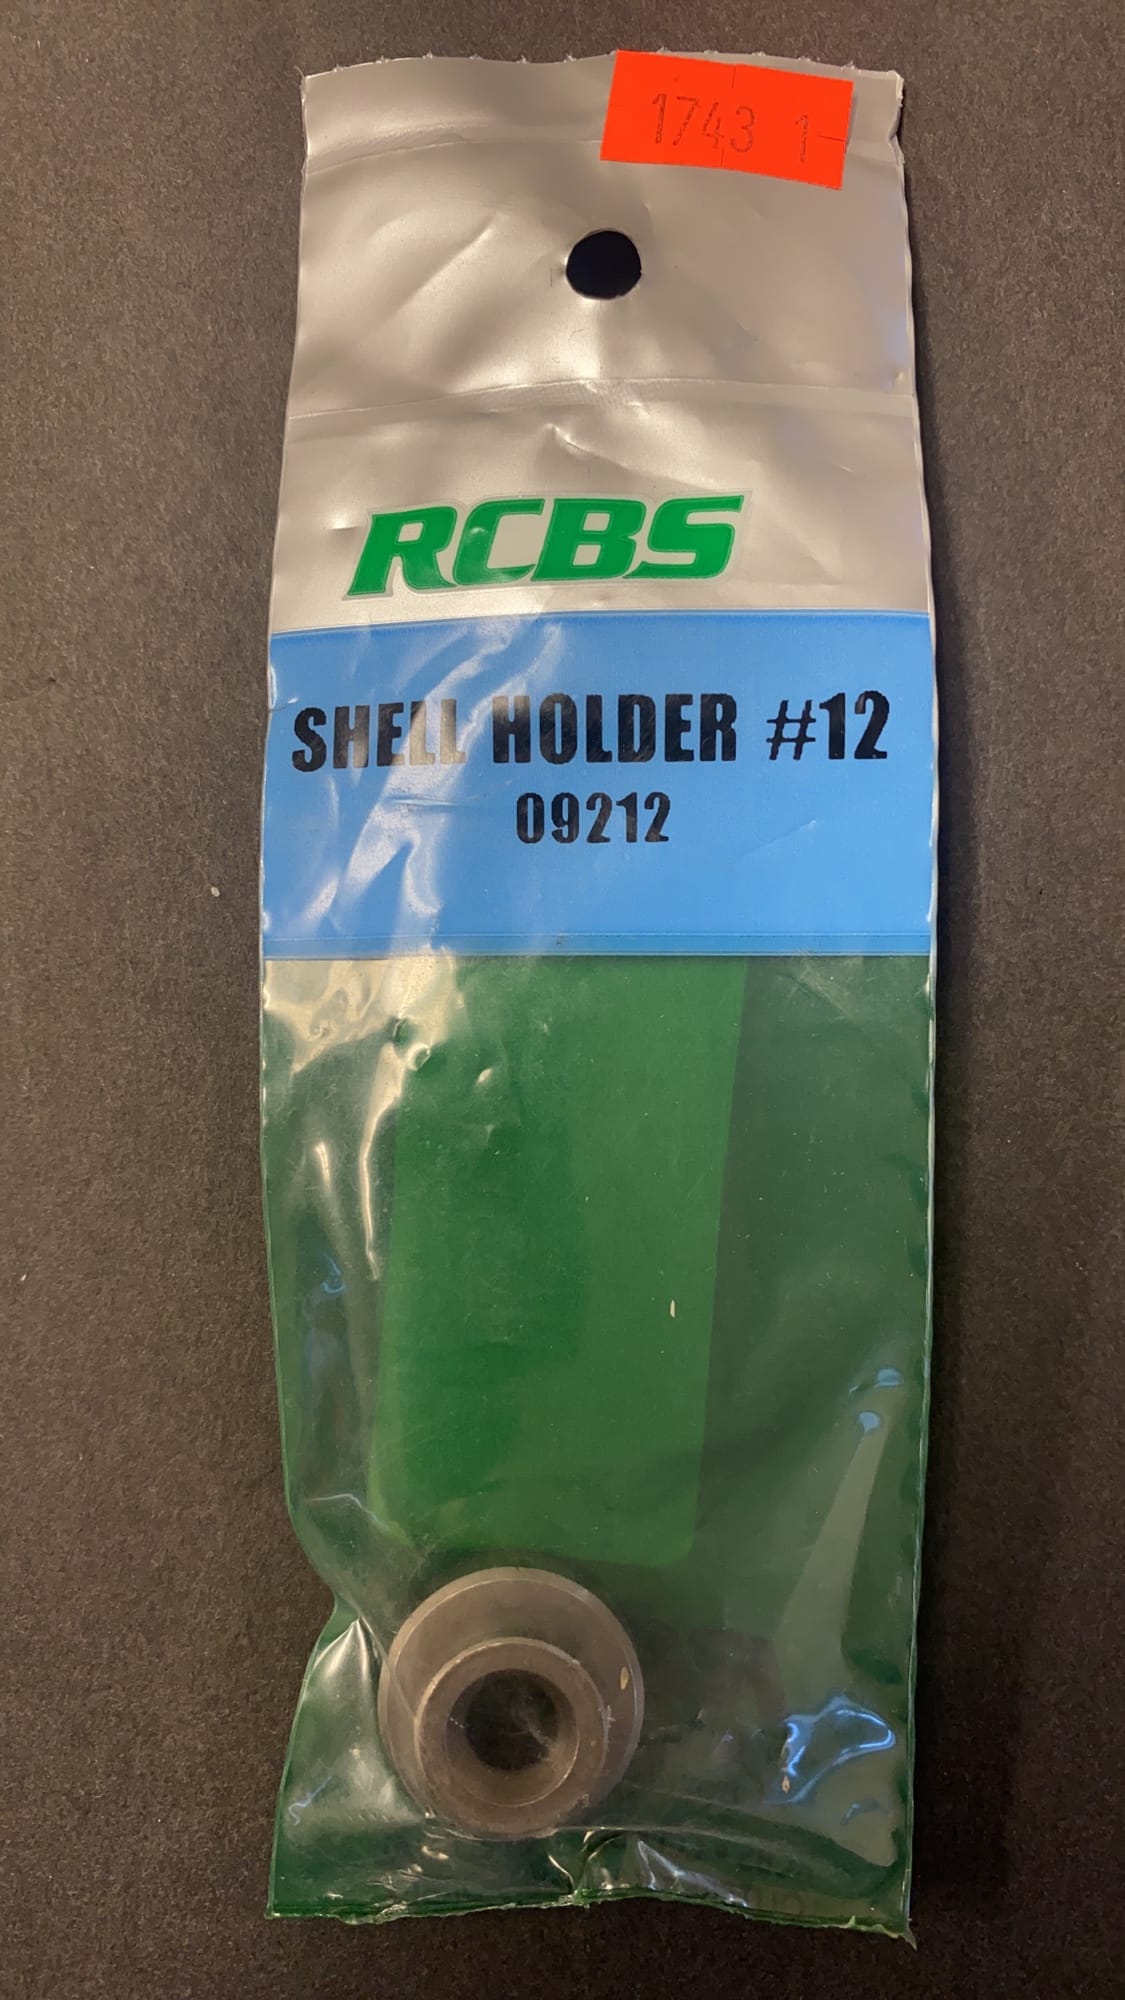 1743 1
RCBS
SHELL HOLDER #12
09212